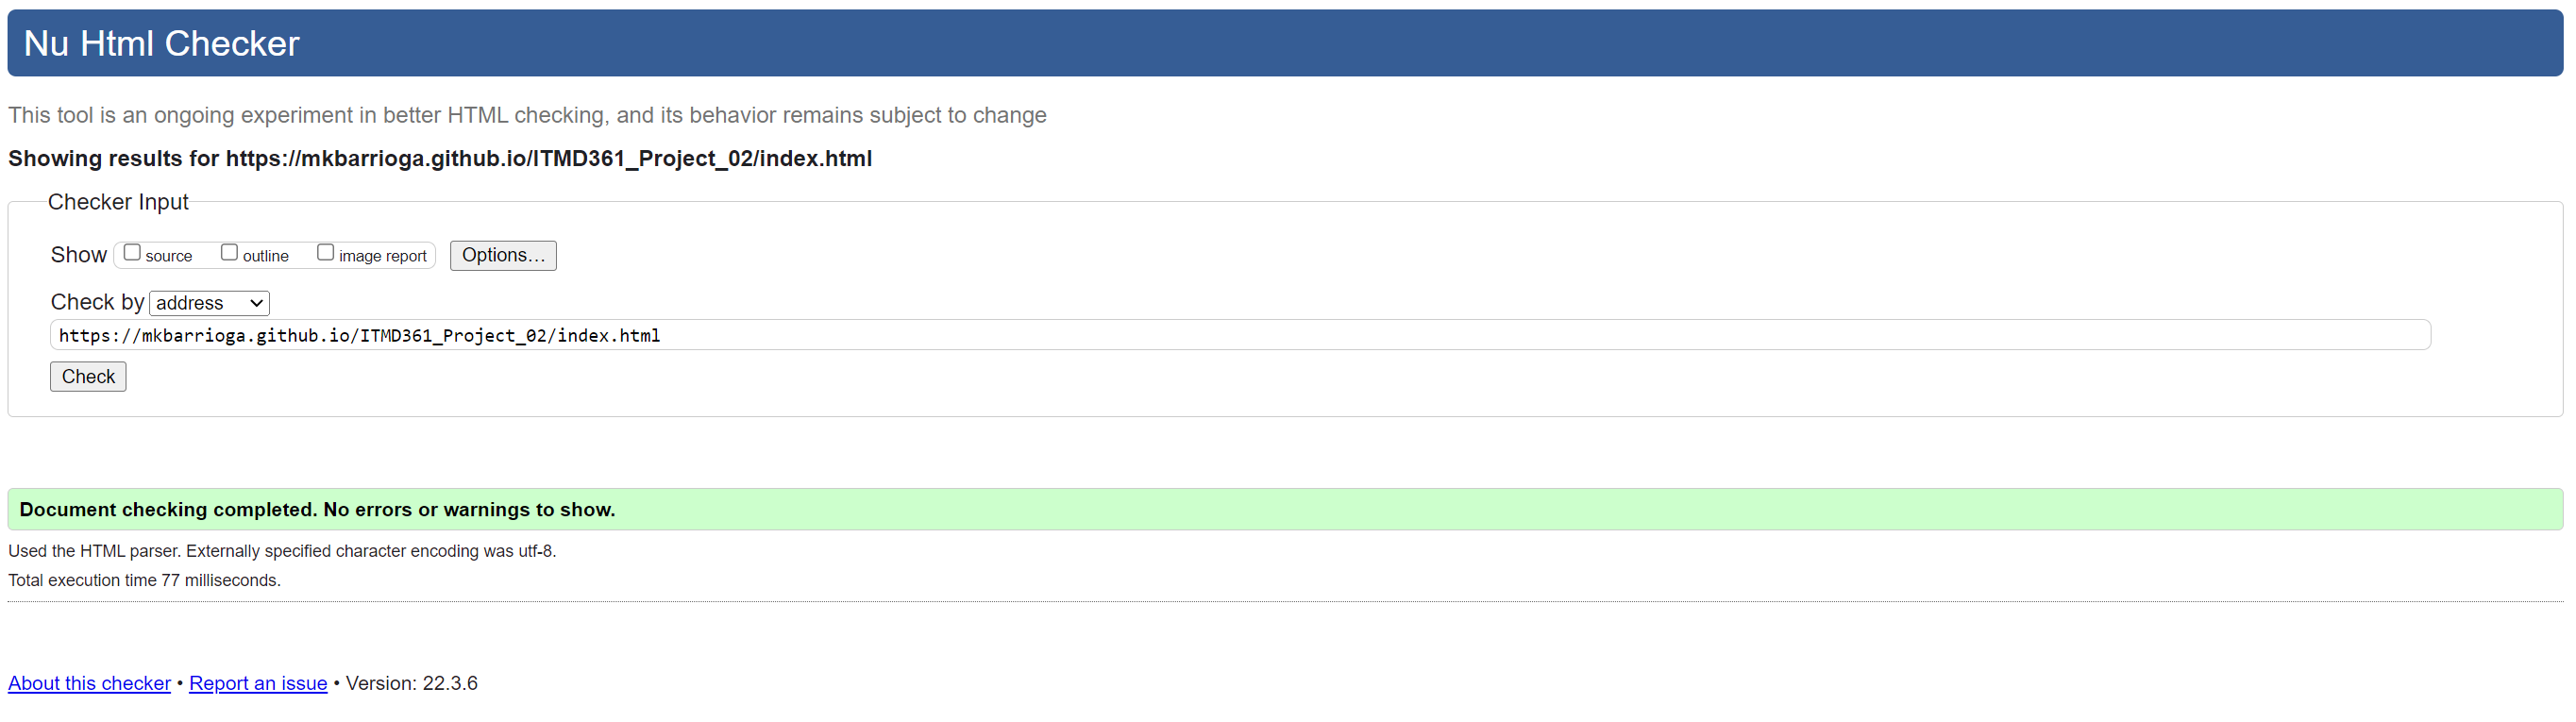 Nu Html Checker
This tool is an ongoing experiment in better HTML checking, and its behavior remains subject to change
Showing results for https://mkbarrioga.github.io/ITMD361_Project_02/index.html
Checker Input
Show source outline image report Options…
Check by address
https://mkbarrioga.github.io/ITMD361_Project_02/index.html
Check
Document checking completed. No errors or warnings to show.
Used the HTML parser. Externally specified character encoding was utf-8.
Total execution time 77 milliseconds.
About this checker • Report an issue • Version: 22.3.6